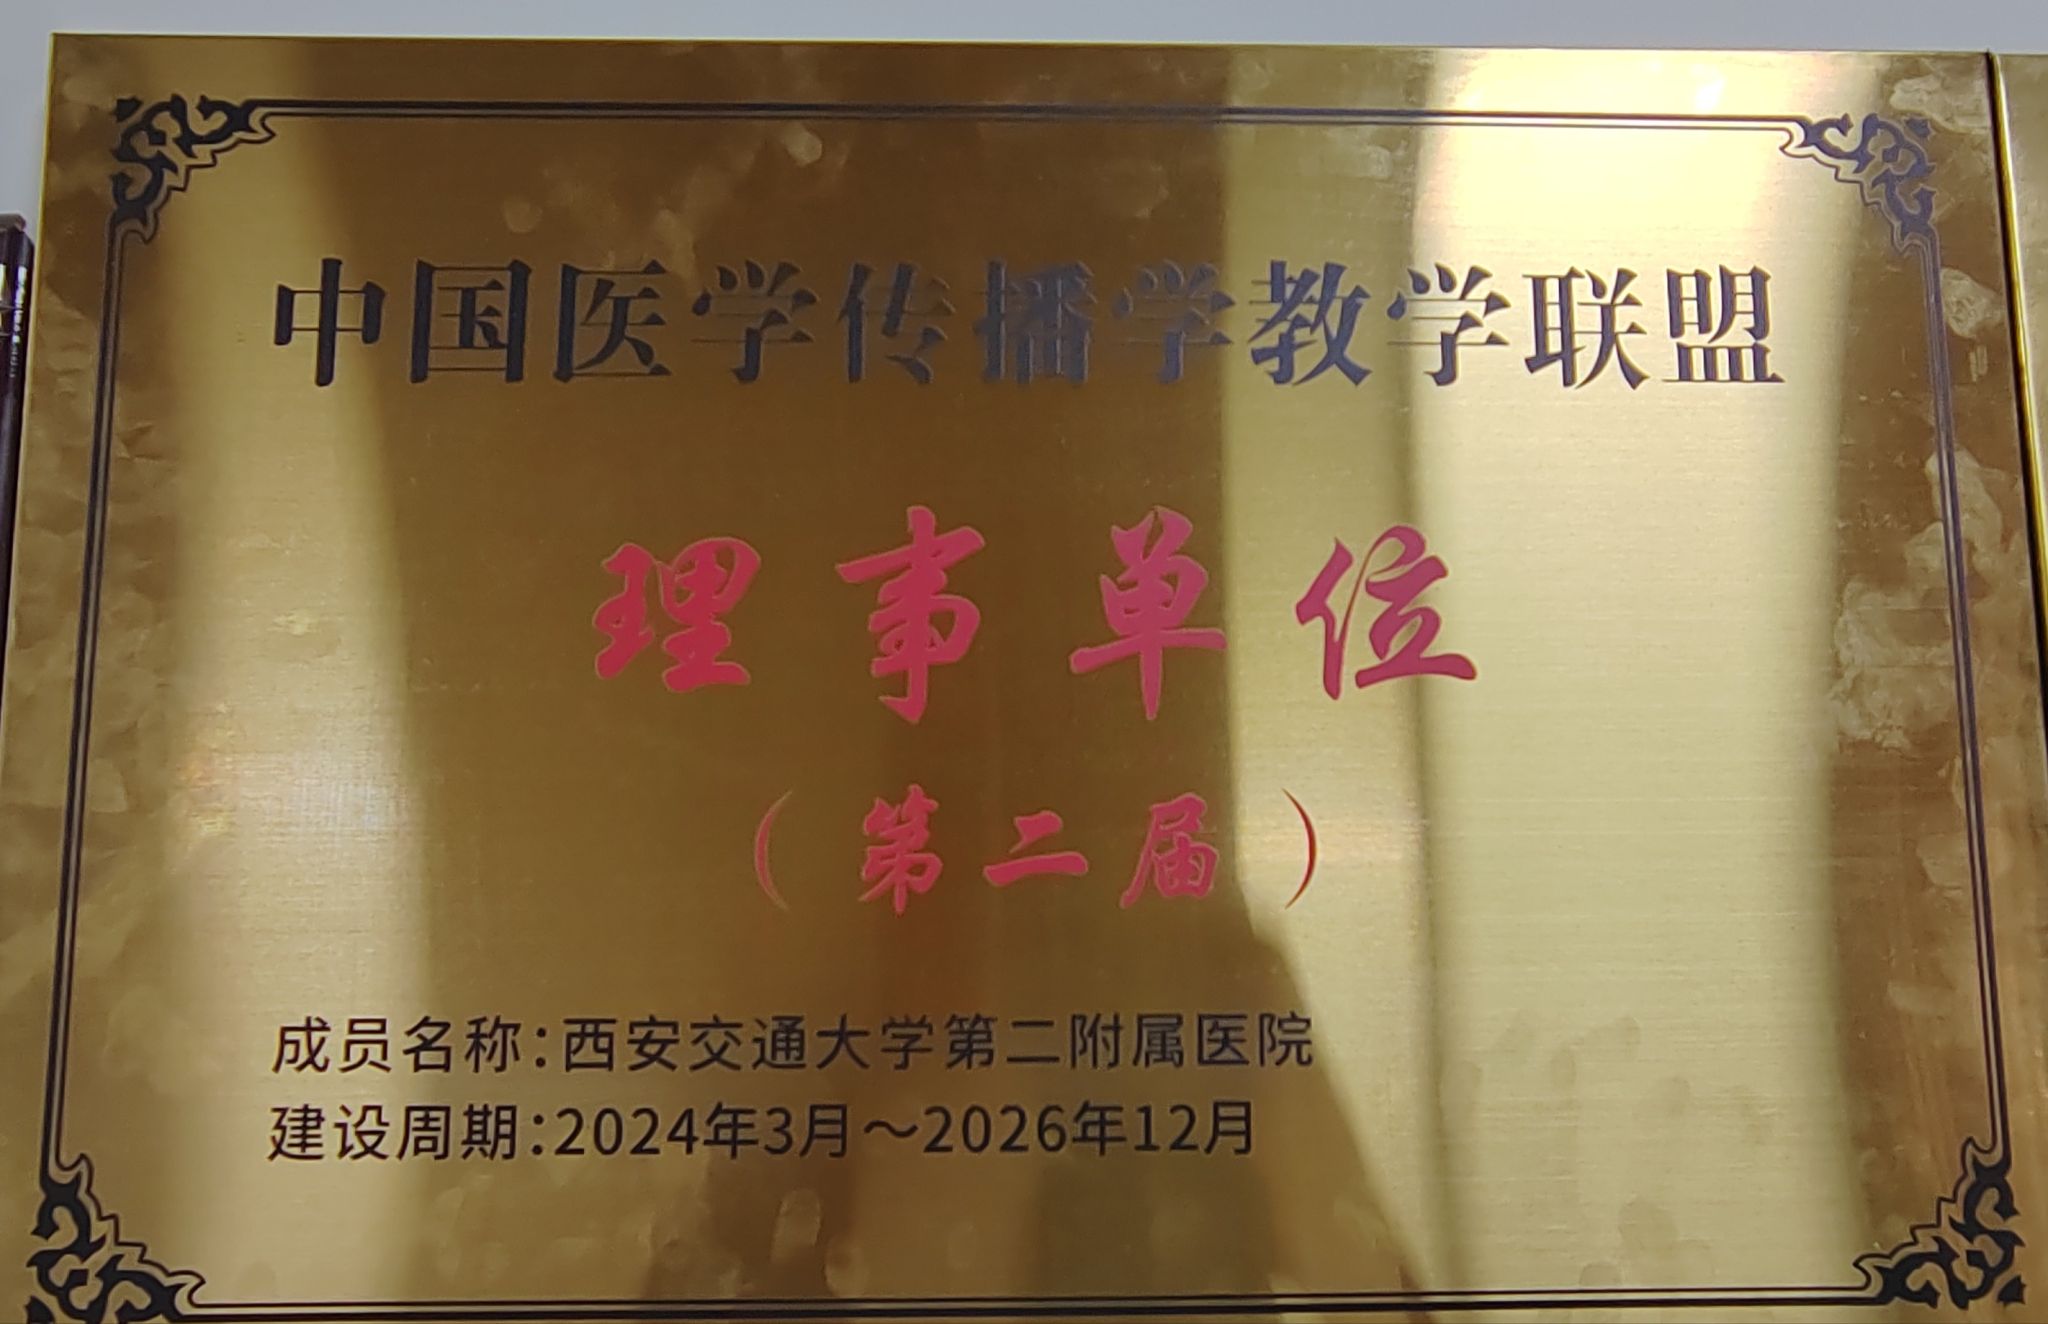 中国医学传播学教学联盟
理事单位
（第二届）
成员名称：西安交通大学第二附属医院
建设周期：2024年3月～2026年12月